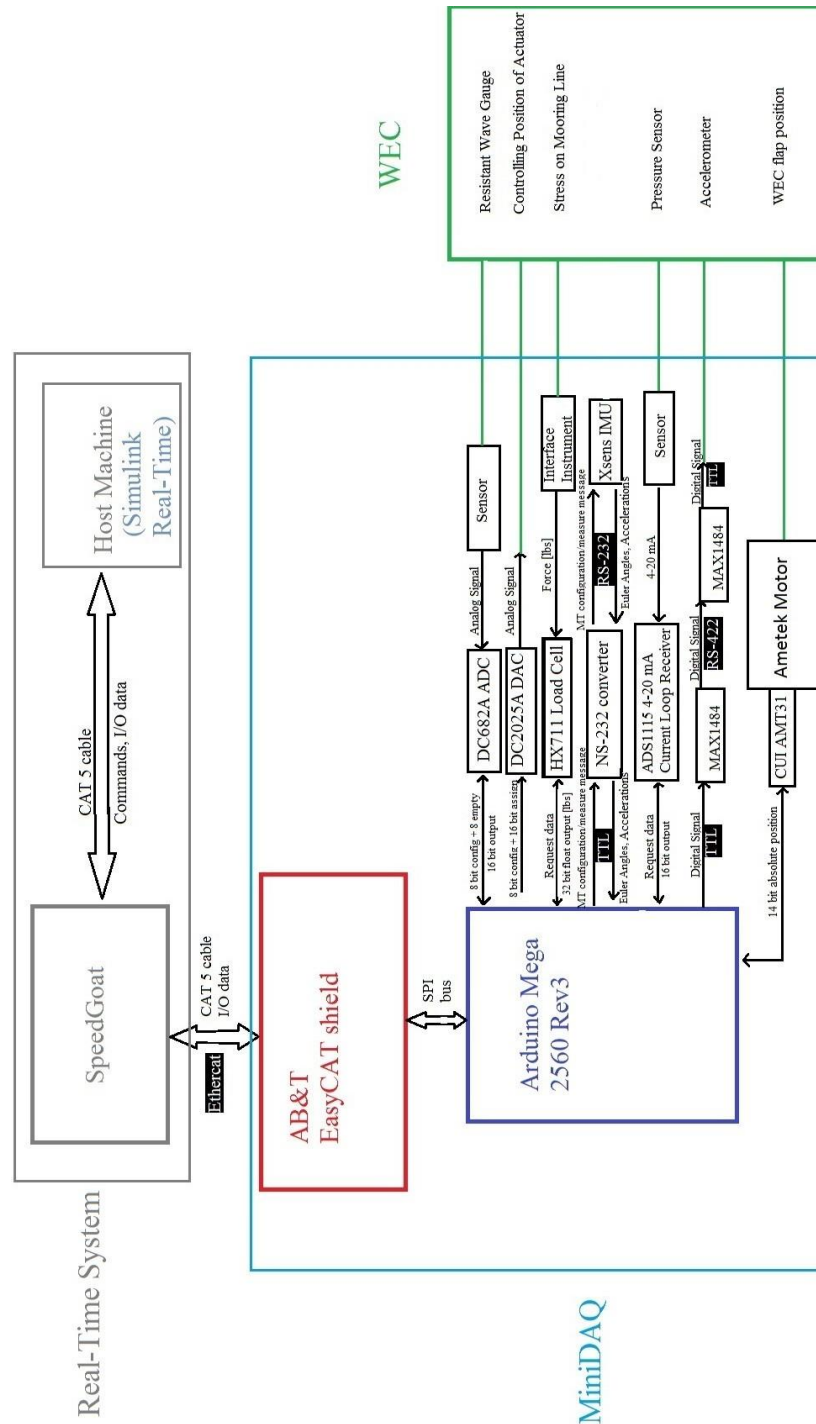 Real-Time System
SpeedGoat
CAT 5 cable
Commands, I/O data
Host Machine
(Simulink
Real-Time)
Ethercat
CAT 5 cable
I/O data
MiniDAQ
AB&T
EasyCAT shield
SPI
bus
Arduino Mega
2560 Rev3
8 bit config + 8 empty
16 bit output
DC682A ADC
Analog Signal
Sensor
8 bit config + 16 bit assign
DC2025A DAC
Analog Signal
Request data
32 bit float output [lbs]
HX711 Load Cell
Force [lbs]
Interface
Instrument
MT configuration/measure message
TTL
Euler Angles, Accelerations
NS-232 converter
MT configuration/measure message
RS-232
Euler Angles, Accelerations
Xsens IMU
Request data
16 bit output
ADS1115 4-20 mA
Current Loop Receiver
4-20 mA
Sensor
Digital Signal
TTL
MAX1484
Digital Signal
RS-422
MAX1484
Digital Signal
TTL
14 bit absolute position
CUI AMT31
Ametek Motor
WEC
Resistant Wave Gauge
Controlling Position of Actuator
Stress on Mooring Line
Pressure Sensor
Accelerometer
WEC flap position